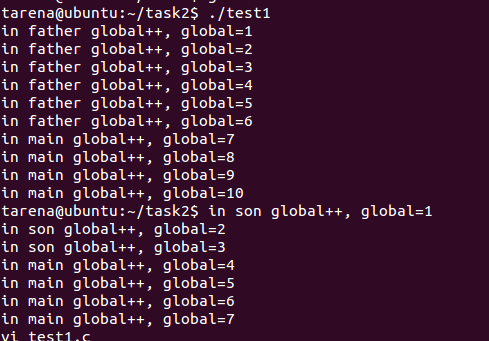 tarena@ubuntu:~/task2$ ./test1
in father global++, global=1
in father global++, global=2
in father global++, global=3
in father global++, global=4
in father global++, global=5
in father global++, global=6
in main global++, global=7
in main global++, global=8
in main global++, global=9
in main global++, global=10
tarena@ubuntu:~/task2$ in son global++, global=1
in son global++, global=2
in son global++, global=3
in main global++, global=4
in main global++, global=5
in main global++, global=6
in main global++, global=7
vi test1.c